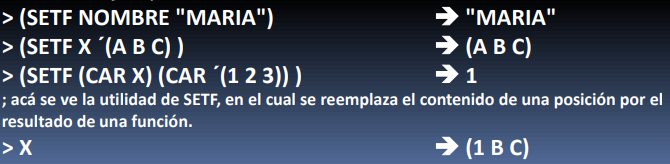 > (SETF NOMBRE "MARIA") ➔ "MARIA"
> (SETF X ´(A B C) ) ➔ (A B C)
> (SETF (CAR X) (CAR ´(1 2 3)) ) ➔ 1
; acá se ve la utilidad de SETF, en el cual se reemplaza el contenido de una posición por el
resultado de una función.
> X ➔ (1 B C)